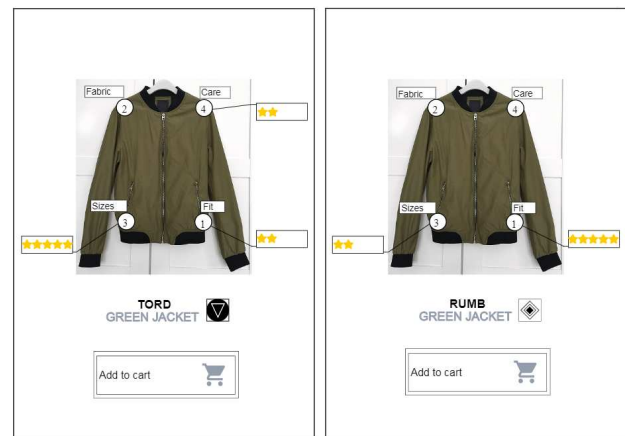 Fabric
Care
2
4
Sizes
Fit
3
1
TORD
GREEN JACKET
Add to cart
Fabric
Care
2
4
Sizes
Fit
3
1
RUMB
GREEN JACKET
Add to cart